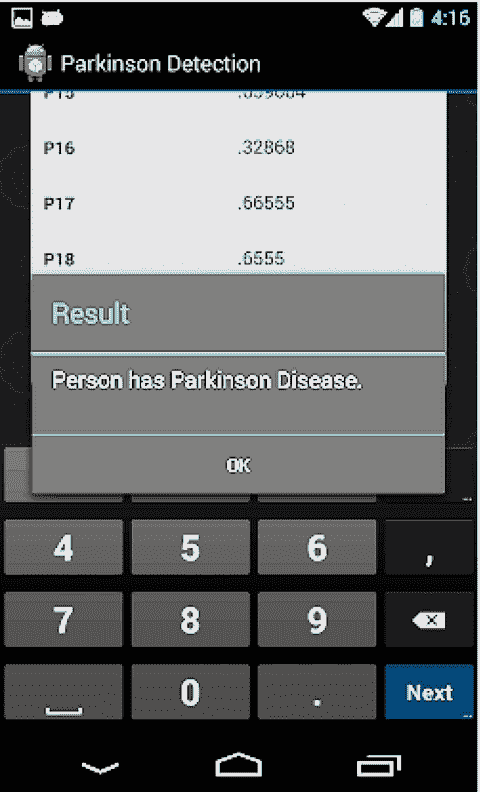 4:16
Parkinson Detection
P15
P16 .32868
P17 .66555
P18 .6555
Result
Person has Parkinson Disease.
OK
4 5 6 ,
7 8 9
0 .
Next